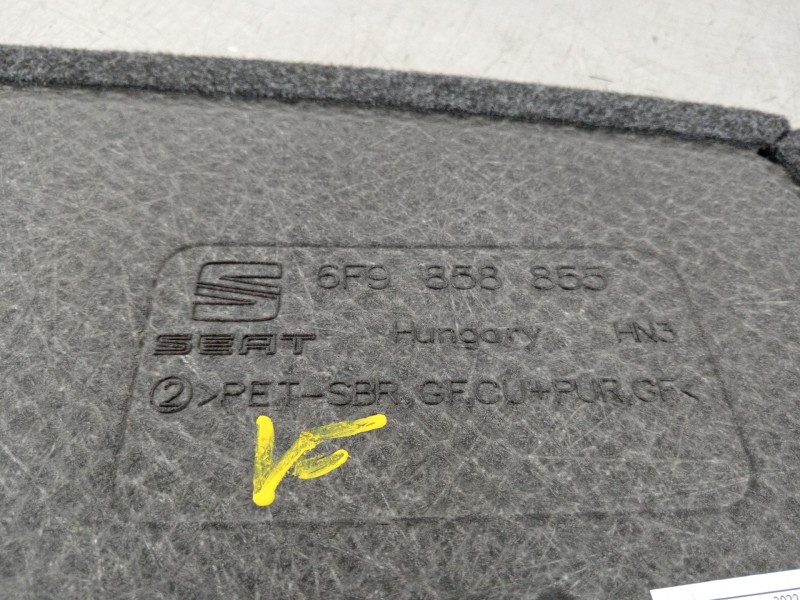 6F9 858 855
SEAT Hungary HN3
2 >PET-SBR.GF.CU+PUR.GF<
VF